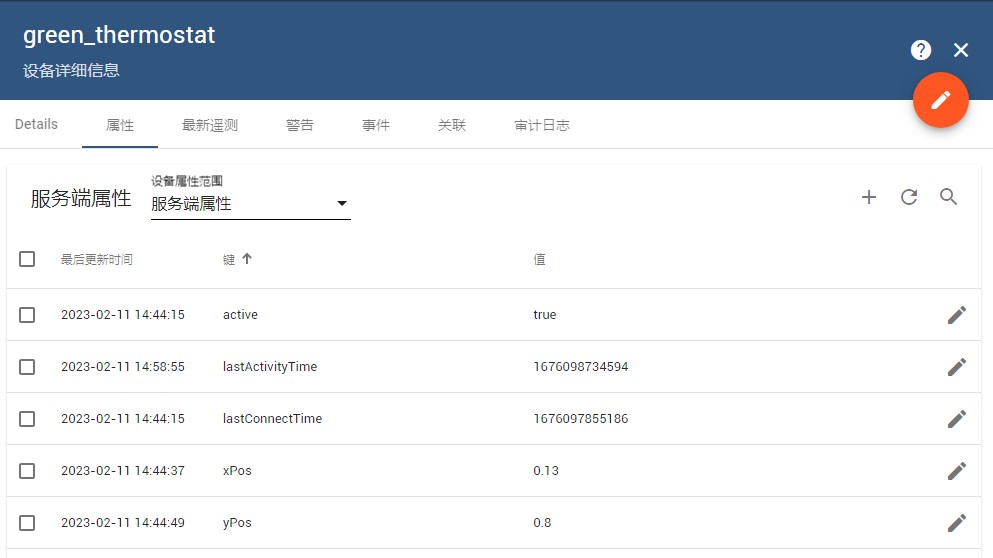 green_thermostat
设备详细信息
Details 属性 最新遥测 警告 事件 关联 审计日志
设备属性范围
服务端属性 服务端属性
最后更新时间 键 值
2023-02-11 14:44:15 active true
2023-02-11 14:58:55 lastActivityTime 1676098734594
2023-02-11 14:44:15 lastConnectTime 1676097855186
2023-02-11 14:44:37 xPos 0.13
2023-02-11 14:44:49 yPos 0.8